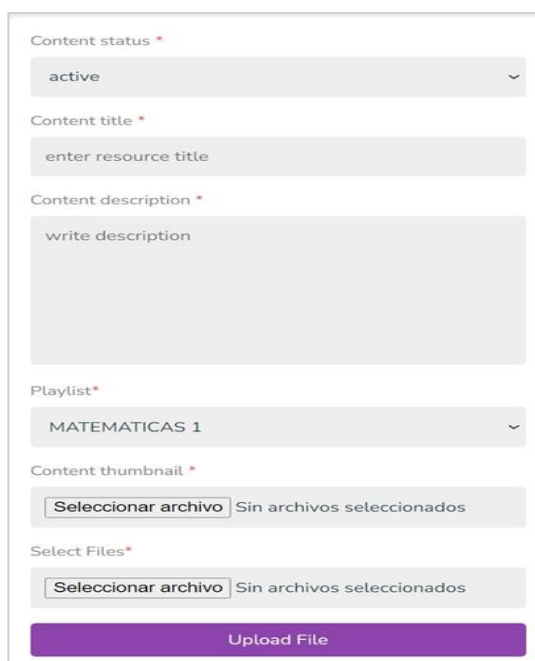 Content status *
active
Content title *
enter resource title
Content description *
write description
Playlist*
MATEMATICAS 1
Content thumbnail *
Seleccionar archivo Sin archivos seleccionados
Select Files*
Seleccionar archivo Sin archivos seleccionados
Upload File